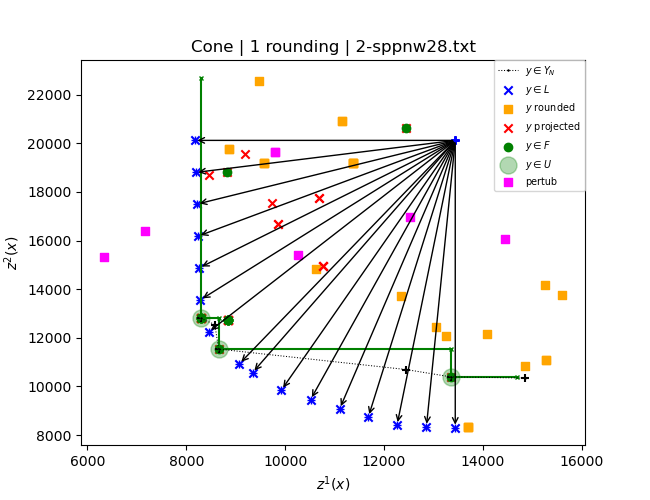 Cone | 1 rounding | 2-sppnw28.txt
y ∈ Y_N
y ∈ L
y rounded
y projected
y ∈ F
y ∈ U
pertub
22000
20000
18000
16000
14000
12000
10000
8000
z²(x)
6000 8000 10000 12000 14000 16000
z¹(x)